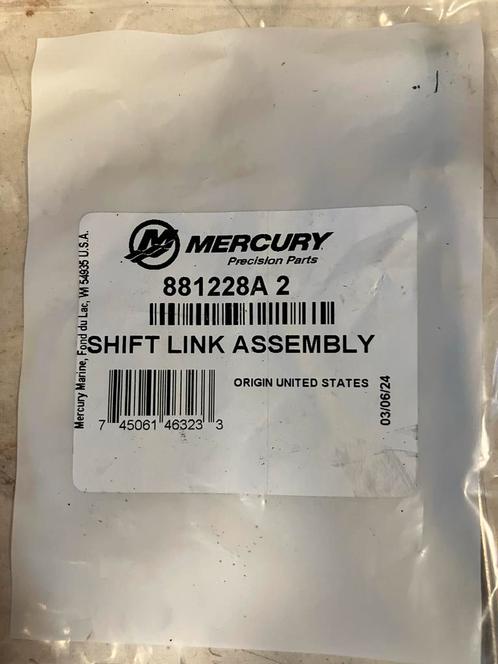 MERCURY
Precision Parts
881228A 2
SHIFT LINK ASSEMBLY
ORIGIN UNITED STATES
7 45061 46323 3
03/06/24
Mercury Marine, Fond du Lac, WI 54935 U.S.A.